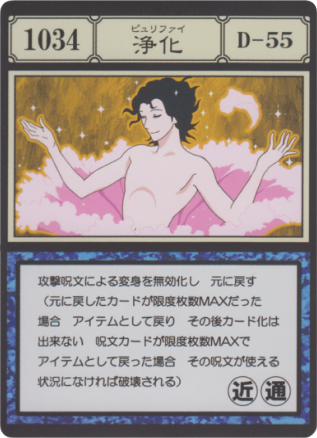 1034
ピュリファイ
浄化
D-55
攻撃呪文による変身を無効化し 元に戻す
(元に戻したカードが限度枚数MAXだった
場合 アイテムとして戻り その後カード化は
出来ない 呪文カードが限度枚数MAXで
アイテムとして戻った場合 その呪文が使える
状況になければ破壊される)
近 通